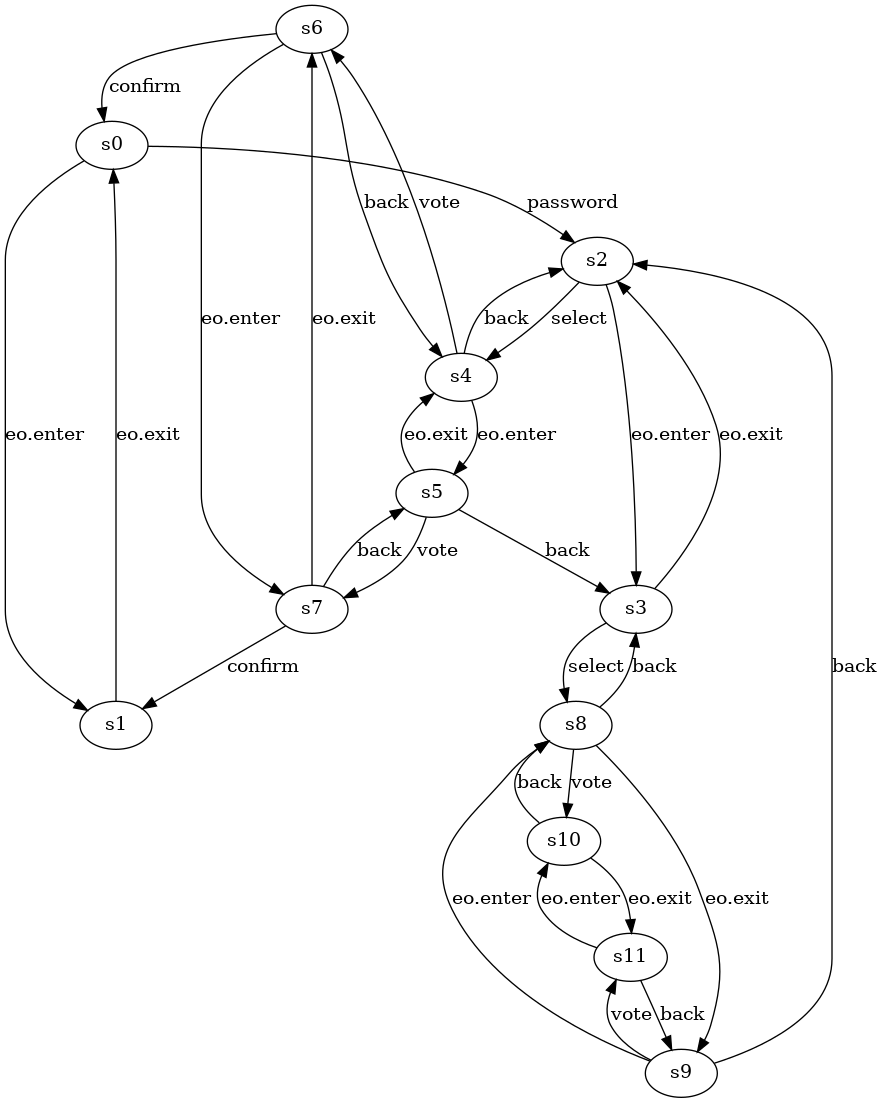 s6
confirm
s0
back
vote
password
s2
eo.enter
eo.exit
back
select
s4
eo.enter
eo.exit
eo.exit
eo.enter
eo.enter
eo.exit
s5
back
vote
back
s7
s3
confirm
select
back
s1
s8
back
back
vote
s10
eo.enter
eo.enter
eo.exit
eo.exit
s11
vote
back
s9